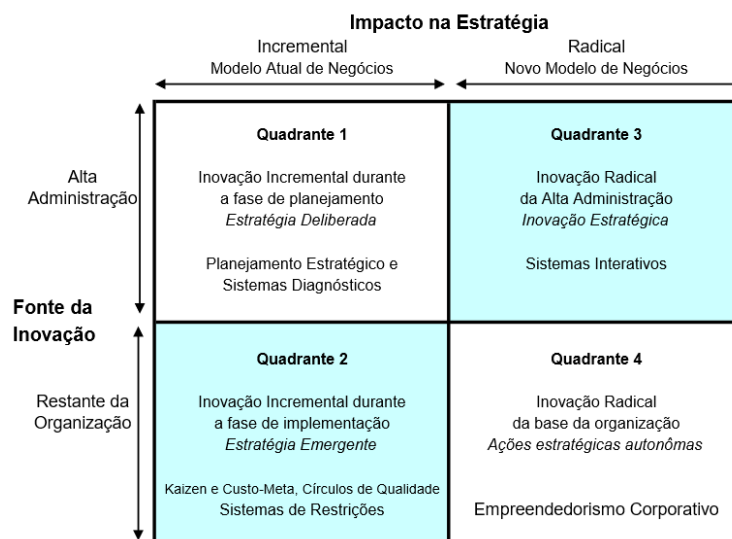 Impacto na Estratégia
Incremental
Modelo Atual de Negócios
Radical
Novo Modelo de Negócios
Alta
Administração
Quadrante 1
Inovação Incremental durante
a fase de planejamento
Estratégia Deliberada
Planejamento Estratégico e
Sistemas Diagnósticos
Quadrante 3
Inovação Radical
da Alta Administração
Inovação Estratégica
Sistemas Interativos
Fonte da
Inovação
Restante da
Organização
Quadrante 2
Inovação Incremental durante
a fase de implementação
Estratégia Emergente
Kaizen e Custo-Meta, Círculos de Qualidade
Sistemas de Restrições
Quadrante 4
Inovação Radical
da base da organização
Ações estratégicas autonômas
Empreendedorismo Corporativo